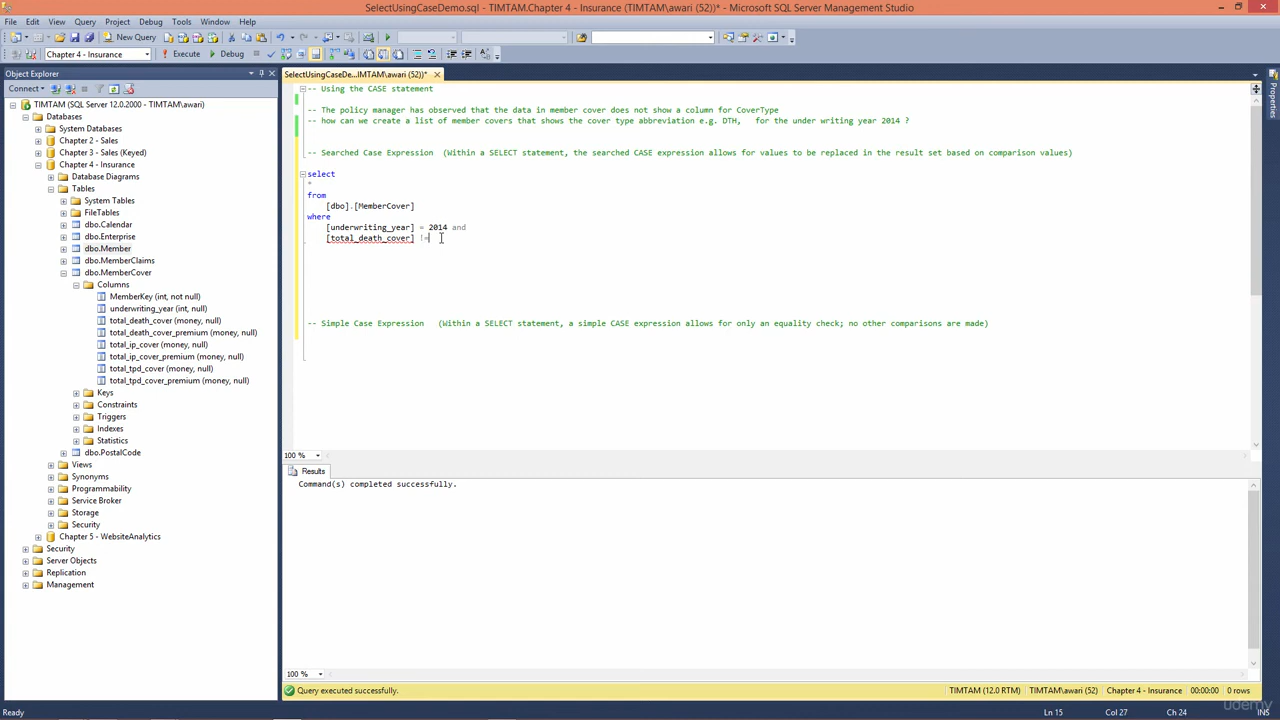 SelectUsingCaseDemo.sql - TIMTAM.Chapter 4 - Insurance (TIMTAM\awari (52))* - Microsoft SQL Server Management Studio
File Edit View Query Project Debug Tools Window Help
New Query
Chapter 4 - Insurance Execute Debug
Object Explorer
Connect
TIMTAM (SQL Server 12.0.2000 - TIMTAM\awari)
Databases
System Databases
Chapter 2 - Sales
Chapter 3 - Sales (Keyed)
Chapter 4 - Insurance
Database Diagrams
Tables
System Tables
FileTables
dbo.Calendar
dbo.Enterprise
dbo.Member
dbo.MemberClaims
dbo.MemberCover
Columns
MemberKey (int, not null)
underwriting_year (int, null)
total_death_cover (money, null)
total_death_cover_premium (money, null)
total_ip_cover (money, null)
total_ip_cover_premium (money, null)
total_tpd_cover (money, null)
total_tpd_cover_premium (money, null)
Keys
Constraints
Triggers
Indexes
Statistics
dbo.PostalCode
Views
Synonyms
Programmability
Service Broker
Storage
Security
Chapter 5 - WebsiteAnalytics
Security
Server Objects
Replication
Management
SelectUsingCaseDe...IMTAM\awari (52))*
-- Using the CASE statement
-- The policy manager has observed that the data in member cover does not show a column for CoverType
-- how can we create a list of member covers that shows the cover type abbreviation e.g. DTH, for the under writing year 2014 ?
-- Searched Case Expression (Within a SELECT statement, the searched CASE expression allows for values to be replaced in the result set based on comparison values)
select
*
from
[dbo].[MemberCover]
where
[underwriting_year] = 2014 and
[total_death_cover] !=
-- Simple Case Expression (Within a SELECT statement, a simple CASE expression allows for only an equality check; no other comparisons are made)
100 %
Results
Command(s) completed successfully.
100 %
Query executed successfully. TIMTAM (12.0 RTM) TIMTAM\awari (52) Chapter 4 - Insurance 00:00:00 0 rows
Ready Ln 15 Col 27 Ch 24 INS
Properties
udemy